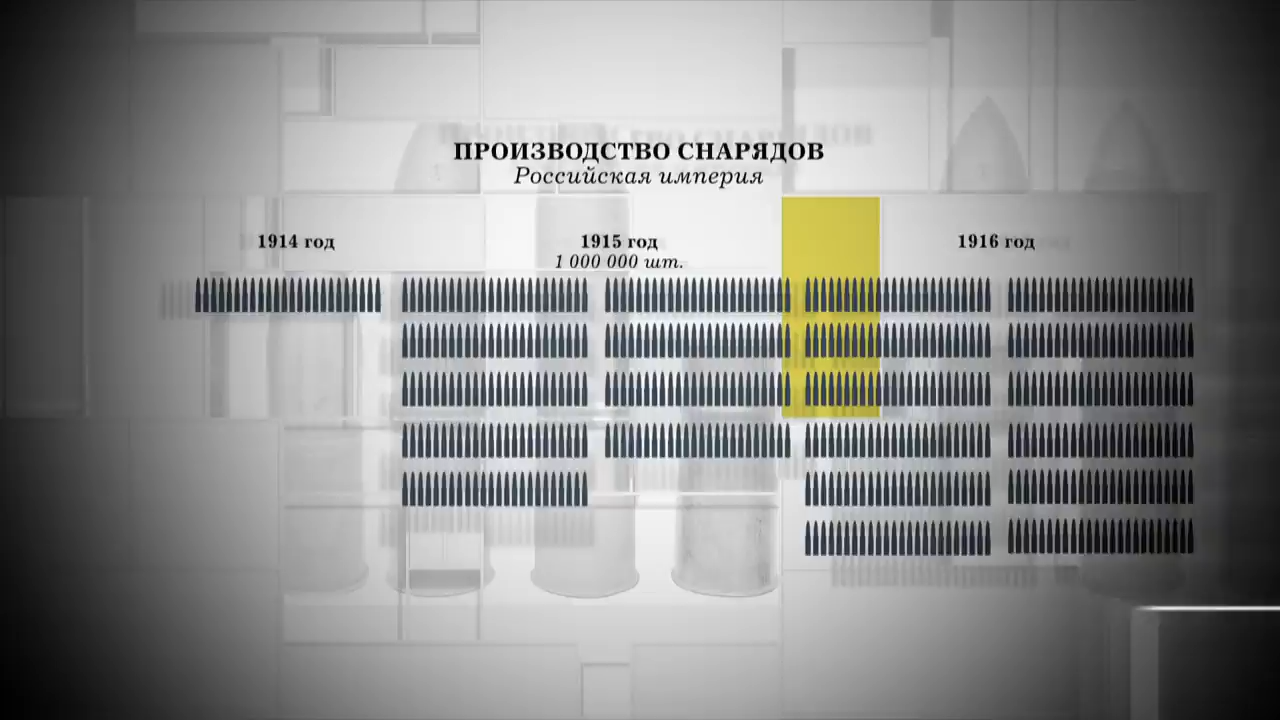 ПРОИЗВОДСТВО СНАРЯДОВ
Российская империя
1914 год
1915 год
1 000 000 шт.
1916 год